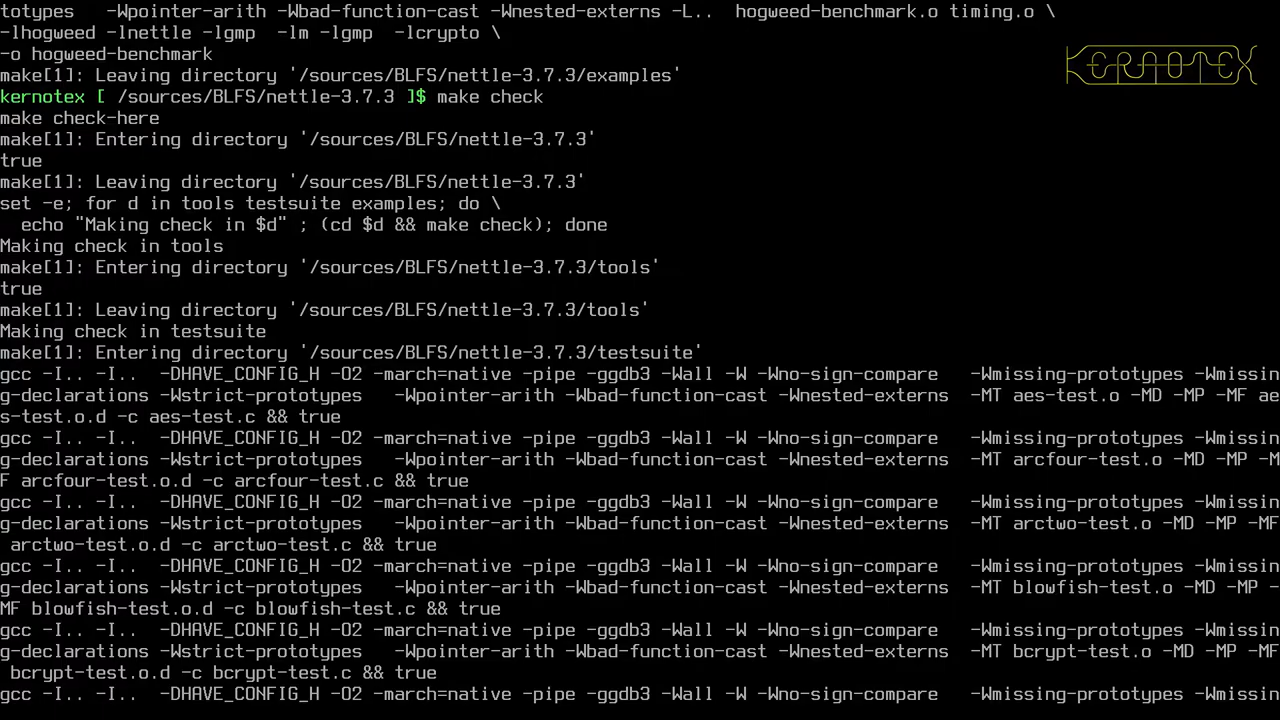 totypes   -Wpointer-arith -Wbad-function-cast -Wnested-externs -L..  hogweed-benchmark.o timing.o \
-lhogweed -lnettle -lgmp  -lm -lgmp  -lcrypto \
-o hogweed-benchmark
make[1]: Leaving directory '/sources/BLFS/nettle-3.7.3/examples'
KERNOTEX
kernotex [ /sources/BLFS/nettle-3.7.3 ]$ make check
make check-here
make[1]: Entering directory '/sources/BLFS/nettle-3.7.3'
true
make[1]: Leaving directory '/sources/BLFS/nettle-3.7.3'
set -e; for d in tools testsuite examples; do \
  echo "Making check in $d" ; (cd $d && make check); done
Making check in tools
make[1]: Entering directory '/sources/BLFS/nettle-3.7.3/tools'
true
make[1]: Leaving directory '/sources/BLFS/nettle-3.7.3/tools'
Making check in testsuite
make[1]: Entering directory '/sources/BLFS/nettle-3.7.3/testsuite'
gcc -I.. -I..  -DHAVE_CONFIG_H -O2 -march=native -pipe -ggdb3 -Wall -W -Wno-sign-compare   -Wmissing-prototypes -Wmissin
g-declarations -Wstrict-prototypes   -Wpointer-arith -Wbad-function-cast -Wnested-externs  -MT aes-test.o -MD -MP -MF ae
s-test.o.d -c aes-test.c && true
gcc -I.. -I..  -DHAVE_CONFIG_H -O2 -march=native -pipe -ggdb3 -Wall -W -Wno-sign-compare   -Wmissing-prototypes -Wmissin
g-declarations -Wstrict-prototypes   -Wpointer-arith -Wbad-function-cast -Wnested-externs  -MT arcfour-test.o -MD -MP -M
F arcfour-test.o.d -c arcfour-test.c && true
gcc -I.. -I..  -DHAVE_CONFIG_H -O2 -march=native -pipe -ggdb3 -Wall -W -Wno-sign-compare   -Wmissing-prototypes -Wmissin
g-declarations -Wstrict-prototypes   -Wpointer-arith -Wbad-function-cast -Wnested-externs  -MT arctwo-test.o -MD -MP -MF
 arctwo-test.o.d -c arctwo-test.c && true
gcc -I.. -I..  -DHAVE_CONFIG_H -O2 -march=native -pipe -ggdb3 -Wall -W -Wno-sign-compare   -Wmissing-prototypes -Wmissin
g-declarations -Wstrict-prototypes   -Wpointer-arith -Wbad-function-cast -Wnested-externs  -MT blowfish-test.o -MD -MP -
MF blowfish-test.o.d -c blowfish-test.c && true
gcc -I.. -I..  -DHAVE_CONFIG_H -O2 -march=native -pipe -ggdb3 -Wall -W -Wno-sign-compare   -Wmissing-prototypes -Wmissin
g-declarations -Wstrict-prototypes   -Wpointer-arith -Wbad-function-cast -Wnested-externs  -MT bcrypt-test.o -MD -MP -MF
 bcrypt-test.o.d -c bcrypt-test.c && true
gcc -I.. -I..  -DHAVE_CONFIG_H -O2 -march=native -pipe -ggdb3 -Wall -W -Wno-sign-compare   -Wmissing-prototypes -Wmissin